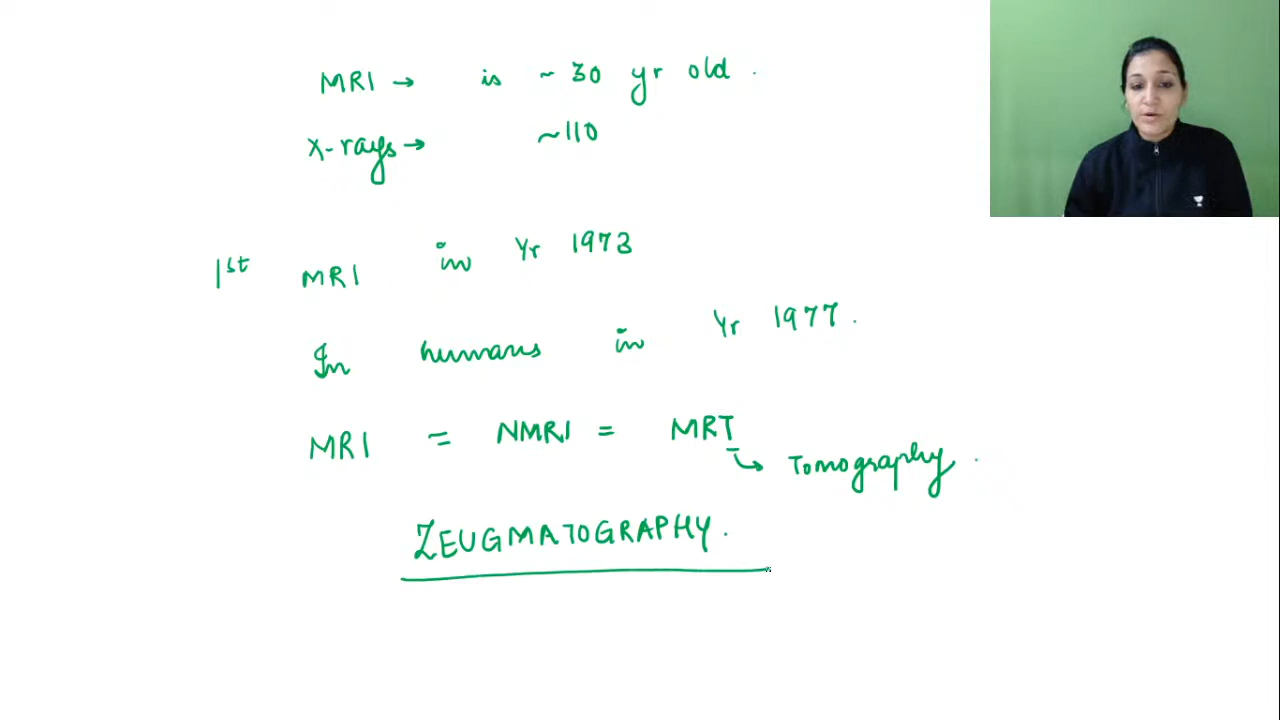 MRI → is ~ 30 yr old.
X-rays → ~110
1st MRI in Yr 1973
In humans in Yr 1977.
MRI = NMRI = MRT
↳ Tomography.
ZEUGMATOGRAPHY.